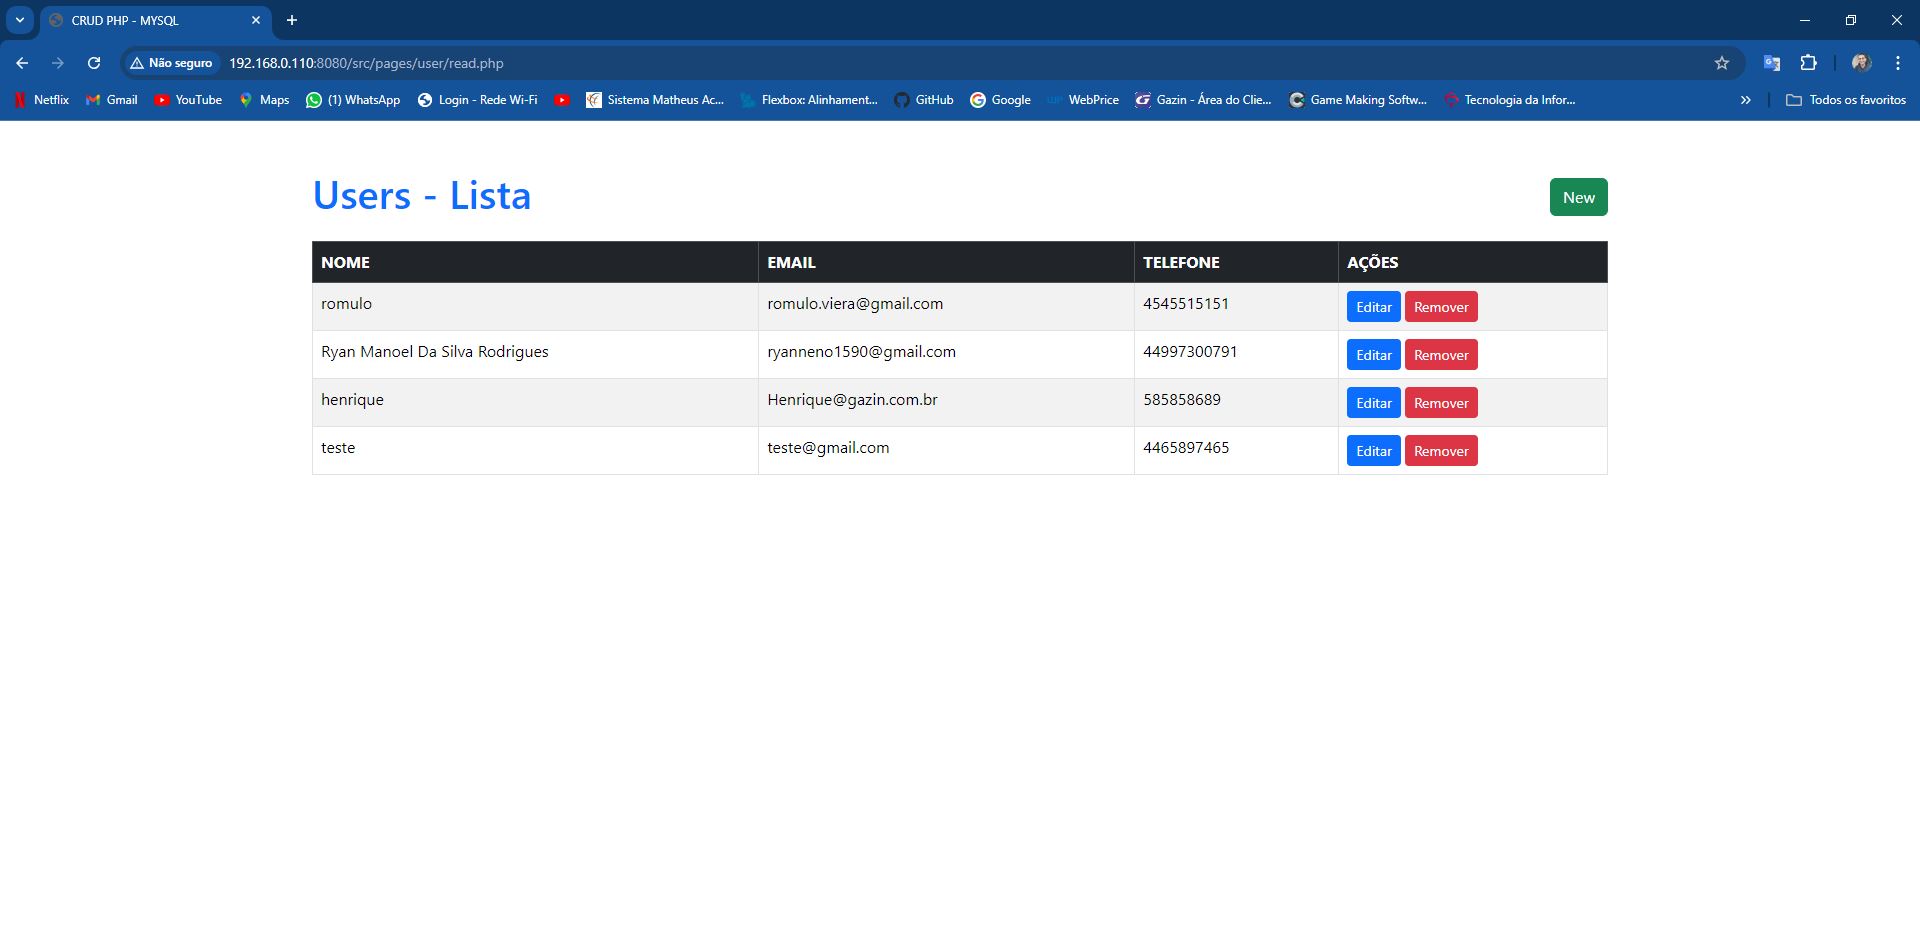 CRUD PHP - MYSQL
Não seguro 192.168.0.110:8080/src/pages/user/read.php
Netflix Gmail YouTube Maps (1) WhatsApp Login - Rede Wi-Fi Sistema Matheus Ac... Flexbox: Alinhament... GitHub Google WebPrice Gazin - Área do Clie... Game Making Softw... Tecnologia da Infor... » Todos os favoritos
Users - Lista New
NOME EMAIL TELEFONE AÇÕES
romulo romulo.viera@gmail.com 4545515151 Editar Remover
Ryan Manoel Da Silva Rodrigues ryanneno1590@gmail.com 44997300791 Editar Remover
henrique Henrique@gazin.com.br 585858689 Editar Remover
teste teste@gmail.com 4465897465 Editar Remover